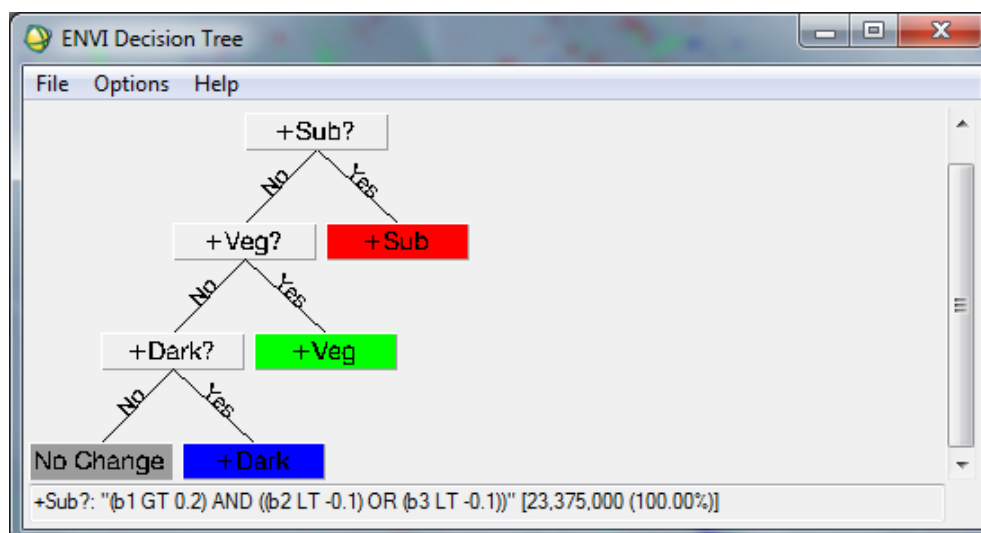 ENVI Decision Tree
File Options Help
+Sub?
No Yes
+Veg? +Sub
No Yes
+Dark? +Veg
No Yes
No Change +Dark
+Sub?: "(b1 GT 0.2) AND ((b2 LT -0.1) OR (b3 LT -0.1))" [23,375,000 (100.00%)]